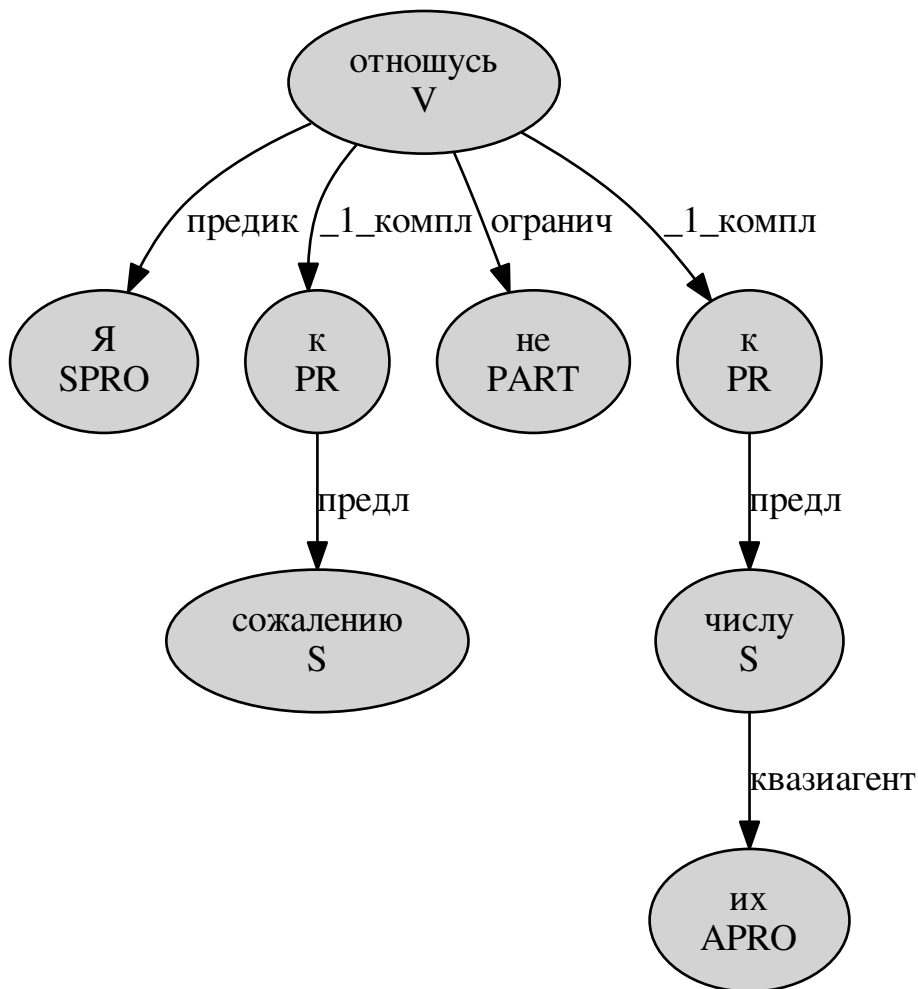 отношусь
V
предик
_1_компл
огранич
_1_компл
Я
SPRO
к
PR
не
PART
к
PR
предл
предл
сожалению
S
числу
S
квазиагент
их
APRO